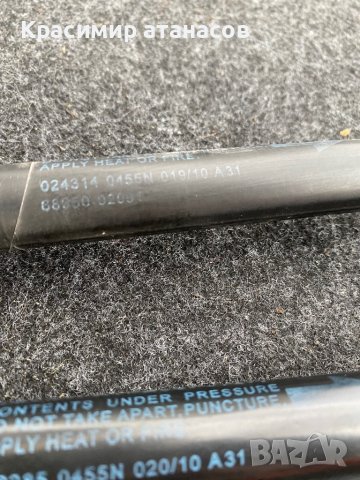 Красимир атанасов
APPLY HEAT OR FIRE
024314 0455N 019/10 A31
CONTENTS UNDER PRESSURE
DO NOT TAKE APART PUNCTURE
APPLY HEAT OR FIRE
0455N 020/10 A31
bazar